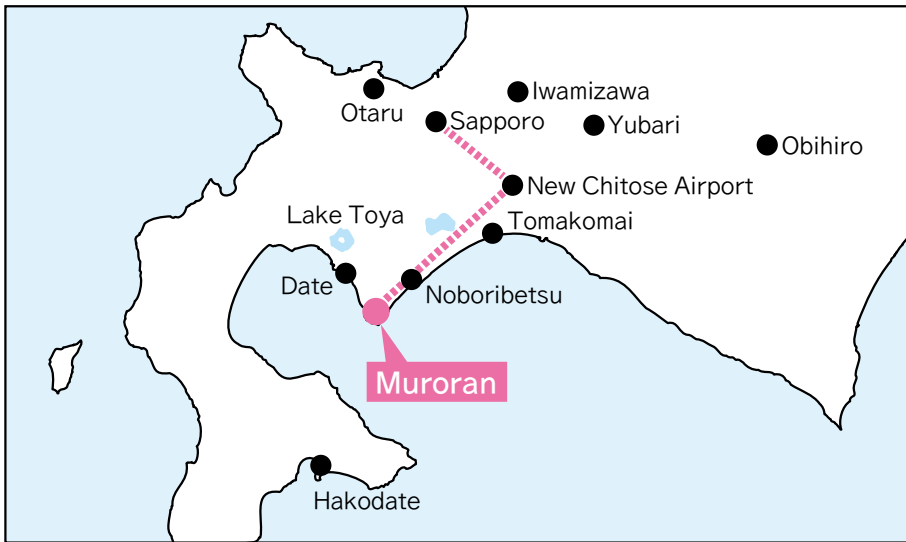 Otaru
Iwamizawa
Sapporo
Yubari
Obihiro
New Chitose Airport
Lake Toya
Tomakomai
Date
Noboribetsu
Muroran
Hakodate